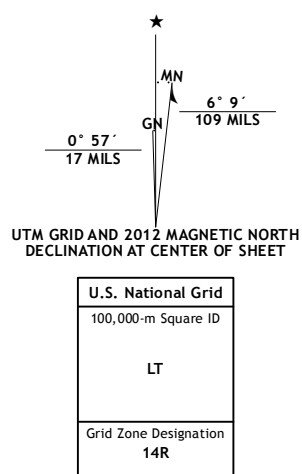 MN
GN
6° 9´
109 MILS
0° 57´
17 MILS
UTM GRID AND 2012 MAGNETIC NORTH
DECLINATION AT CENTER OF SHEET
U.S. National Grid
100,000-m Square ID
LT
Grid Zone Designation
14R